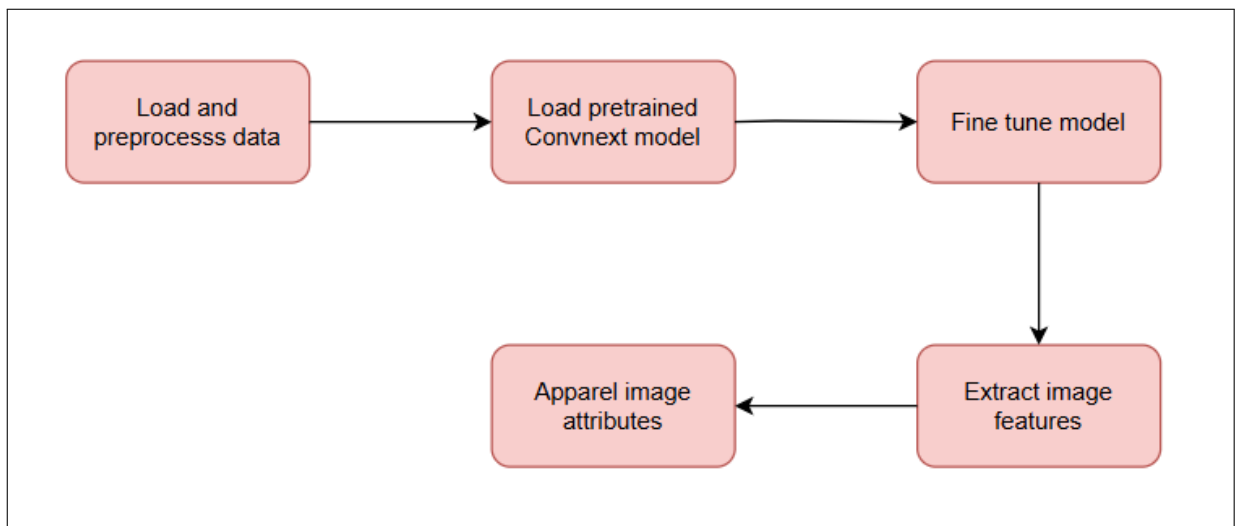 Load and
preprocesss data
Load pretrained
Convnext model
Fine tune model
Extract image
features
Apparel image
attributes